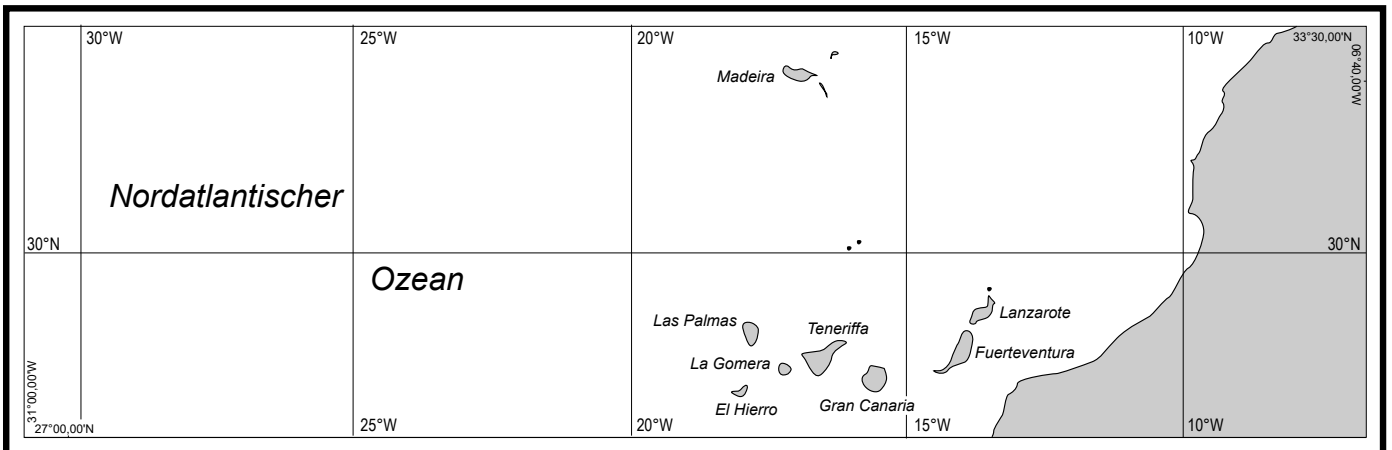 30°W
25°W
20°W
15°W
10°W
33°30,00'N
06°40,00'W
Madeira
Nordatlantischer
30°N
30°N
Ozean
Las Palmas
Teneriffa
Lanzarote
La Gomera
Fuerteventura
El Hierro
Gran Canaria
31°00,00'W
27°00,00'N
25°W
20°W
15°W
10°W